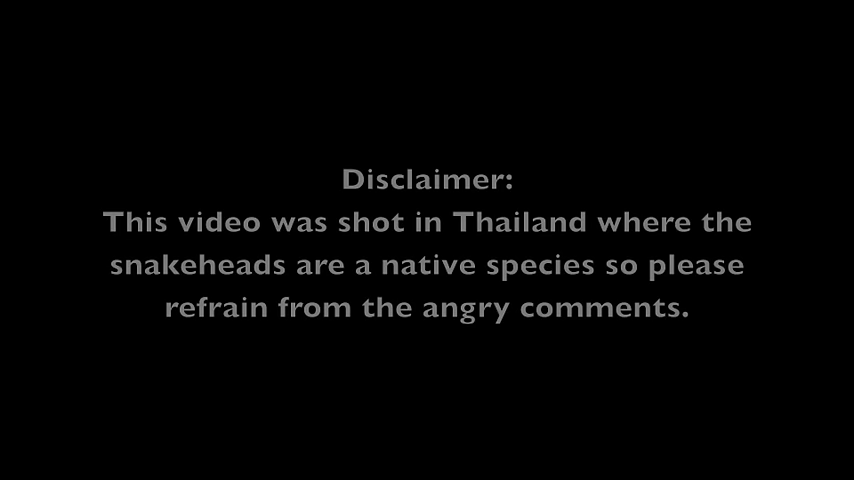 Disclaimer:
This video was shot in Thailand where the
snakeheads are a native species so please
refrain from the angry comments.